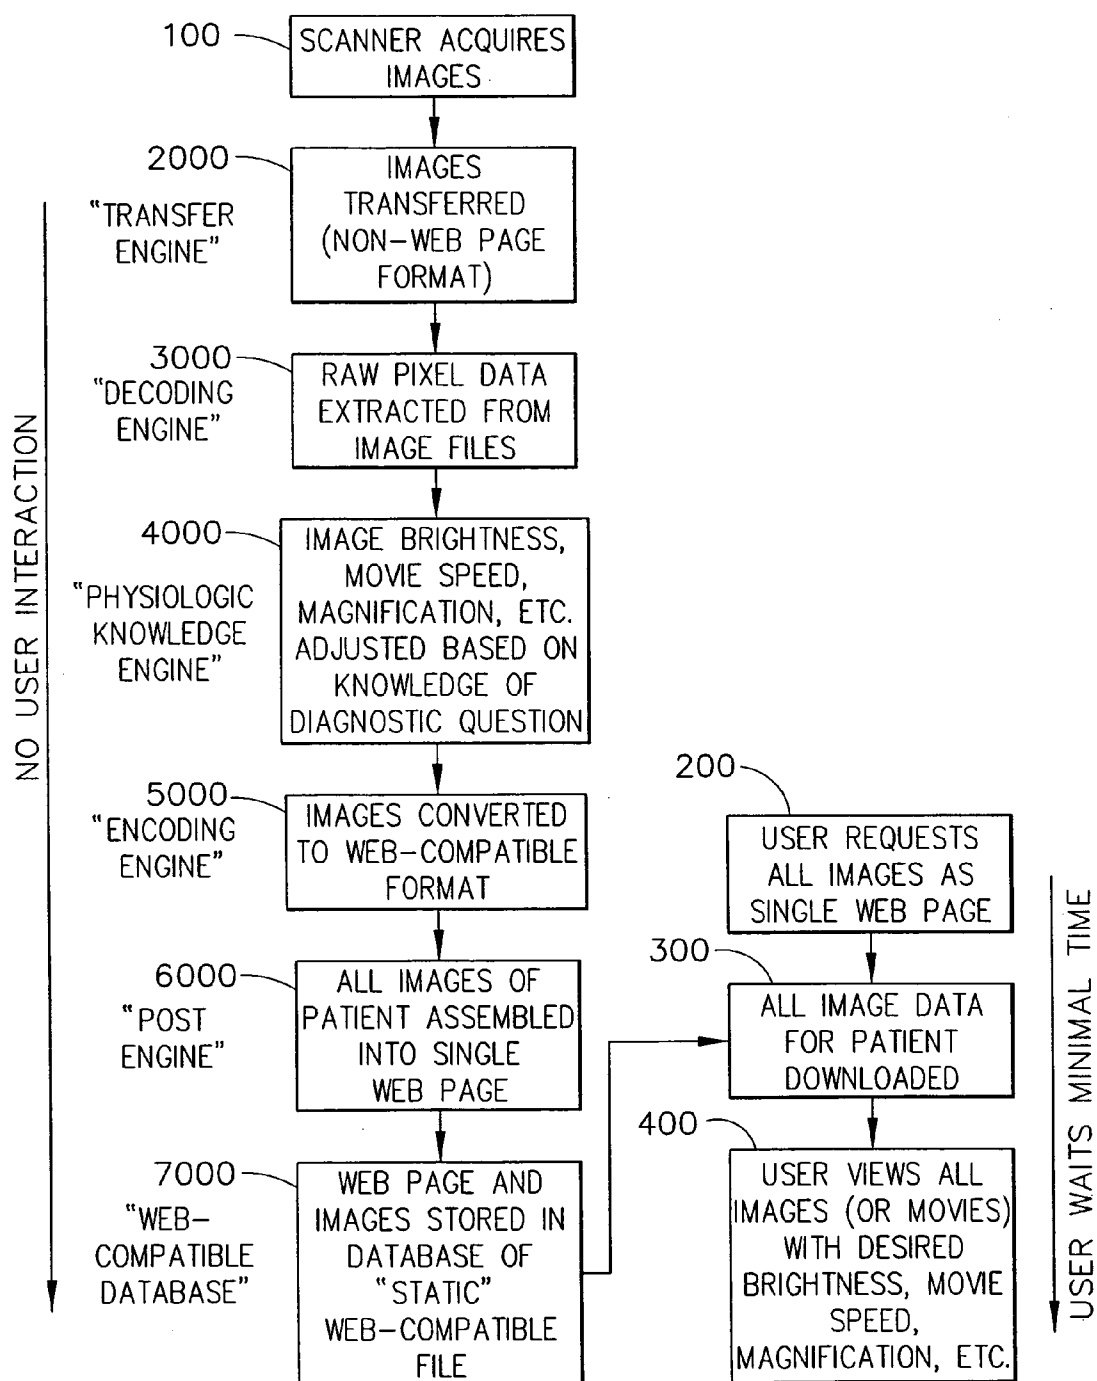 100
SCANNER ACQUIRES
IMAGES
2000
"TRANSFER
ENGINE"
IMAGES
TRANSFERRED
(NON-WEB PAGE
FORMAT)
3000
"DECODING
ENGINE"
RAW PIXEL DATA
EXTRACTED FROM
IMAGE FILES
4000
"PHYSIOLOGIC
KNOWLEDGE
ENGINE"
IMAGE BRIGHTNESS,
MOVIE SPEED,
MAGNIFICATION, ETC.
ADJUSTED BASED ON
KNOWLEDGE OF
DIAGNOSTIC QUESTION
5000
"ENCODING
ENGINE"
IMAGES CONVERTED
TO WEB-COMPATIBLE
FORMAT
6000
"POST
ENGINE"
ALL IMAGES OF
PATIENT ASSEMBLED
INTO SINGLE
WEB PAGE
7000
"WEB-
COMPATIBLE
DATABASE"
WEB PAGE AND
IMAGES STORED IN
DATABASE OF
"STATIC"
WEB-COMPATIBLE
FILE
NO USER INTERACTION
200
USER REQUESTS
ALL IMAGES AS
SINGLE WEB PAGE
300
ALL IMAGE DATA
FOR PATIENT
DOWNLOADED
400
USER VIEWS ALL
IMAGES (OR MOVIES)
WITH DESIRED
BRIGHTNESS, MOVIE
SPEED,
MAGNIFICATION, ETC.
USER WAITS MINIMAL TIME